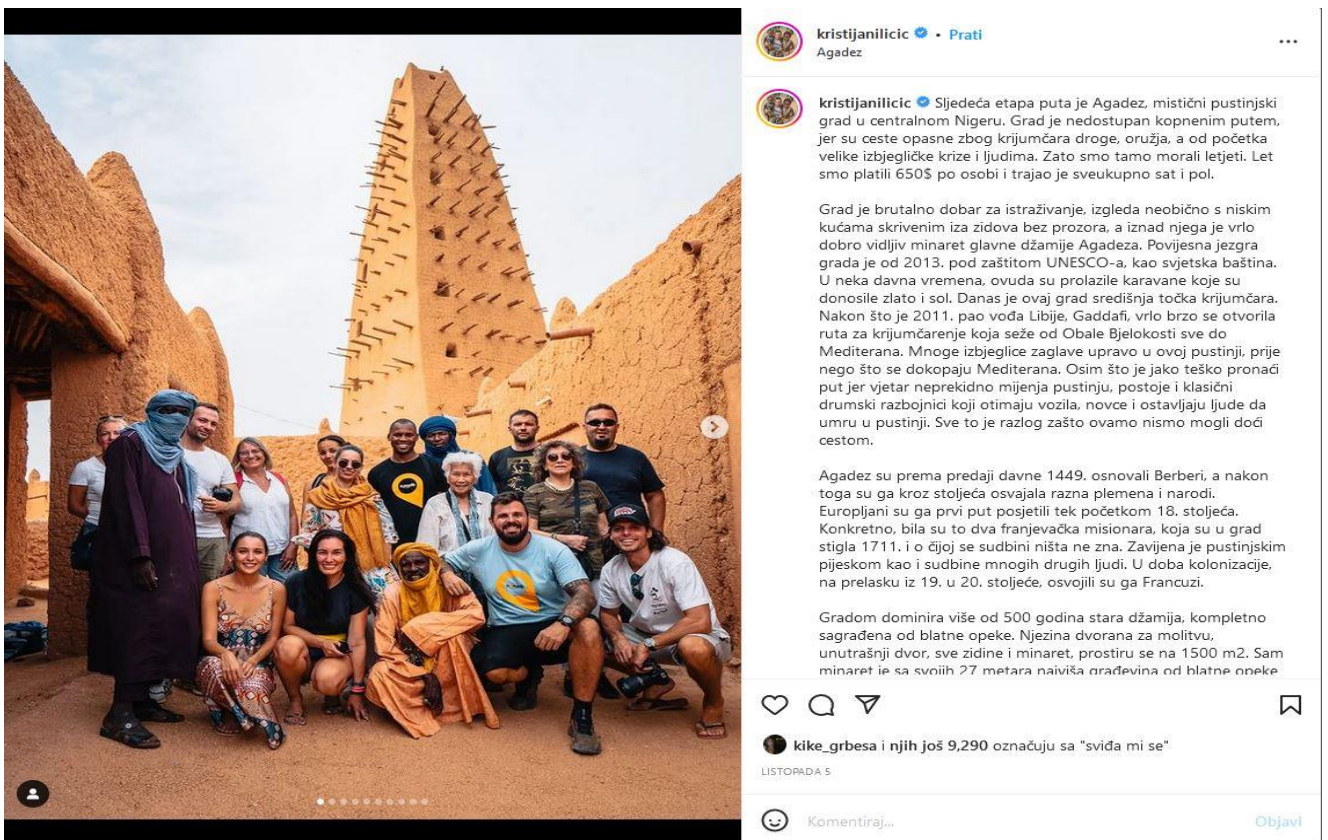 kristijanilicic • Prati
Agadez
kristijanilicic Sljedeća etapa puta je Agadez, mistični pustinjski
grad u centralnom Nigeru. Grad je nedostupan kopnenim putem,
jer su ceste opasne zbog krijumčara droge, oružja, a od početka
velike izbjegličke krize i ljudima. Zato smo tamo morali letjeti. Let
smo platili 650$ po osobi i trajao je sveukupno sat i pol.
Grad je brutalno dobar za istraživanje, izgleda neobično s niskim
kućama skrivenim iza zidova bez prozora, a iznad njega je vrlo
dobro vidljiv minaret glavne džamije Agadeza. Povijesna jezgra
grada je od 2013. pod zaštitom UNESCO-a, kao svjetska baština.
U neka davna vremena, ovuda su prolazile karavane koje su
donosile zlato i sol. Danas je ovaj grad središnja točka krijumčara.
Nakon što je 2011. pao vođa Libije, Gaddafi, vrlo brzo se otvorila
ruta za krijumčarenje koja seže od Obale Bjelokosti sve do
Mediterana. Mnoge izbjeglice zaglave upravo u ovoj pustinji, prije
nego što se dokopaju Mediterana. Osim što je jako teško pronaći
put jer vjetar neprekidno mijenja pustinju, postoje i klasični
drumski razbojnici koji otimaju vozila, novce i ostavljaju ljude da
umru u pustinji. Sve to je razlog zašto ovamo nismo mogli doći
cestom.
Agadez su prema predaji davne 1449. osnovali Berberi, a nakon
toga su ga kroz stoljeća osvajala razna plemena i narodi.
Europljani su ga prvi put posjetili tek početkom 18. stoljeća.
Konkretno, bila su to dva franjevačka misionara, koja su u grad
stigla 1711. i o čijoj se sudbini ništa ne zna. Zavijena je pustinjskim
pijeskom kao i sudbine mnogih drugih ljudi. U doba kolonizacije,
na prelasku iz 19. u 20. stoljeće, osvojili su ga Francuzi.
Gradom dominira više od 500 godina stara džamija, kompletno
sagrađena od blatne opeke. Njezina dvorana za molitvu,
unutrašnji dvor, sve zidine i minaret, prostiru se na 1500 m2. Sam
minaret je sa svojih 27 metara najviša građevina od blatne opeke
kike_grbesa i njih još 9,290 označuju sa "sviđa mi se"
LISTOPADA 5
Komentiraj...
Objavi